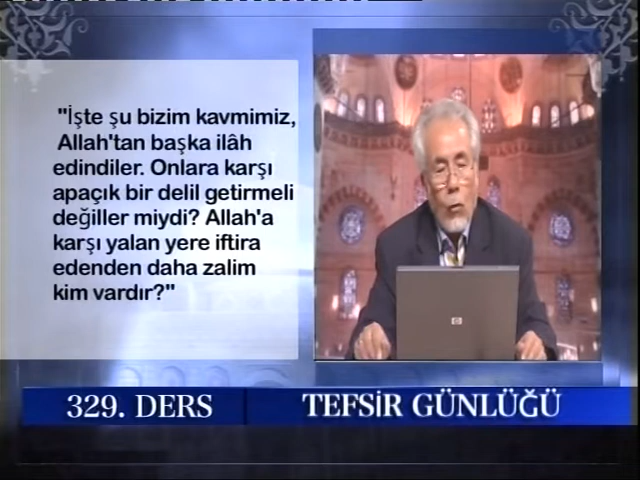 "İşte şu bizim kavmimiz,
Allah'tan başka ilâh
edindiler. Onlara karşı
apaçık bir delil getirmeli
değiller miydi? Allah'a
karşı yalan yere iftira
edenden daha zalim
kim vardır?"
hp
329. DERS TEFSİR GÜNLÜĞÜ